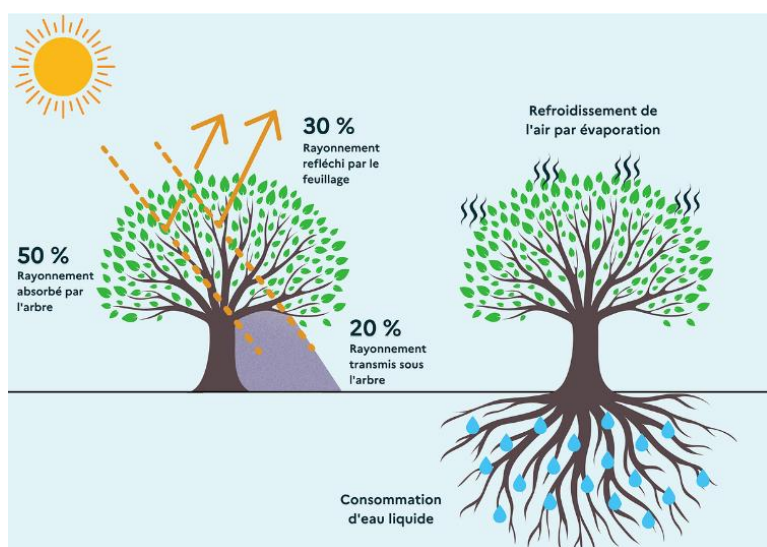 30 %
Rayonnement
refléchi par le
feuillage
50 %
Rayonnement
absorbé par
l'arbre
20 %
Rayonnement
transmis sous
l'arbre
Refroidissement de
l'air par évaporation
Consommation
d'eau liquide